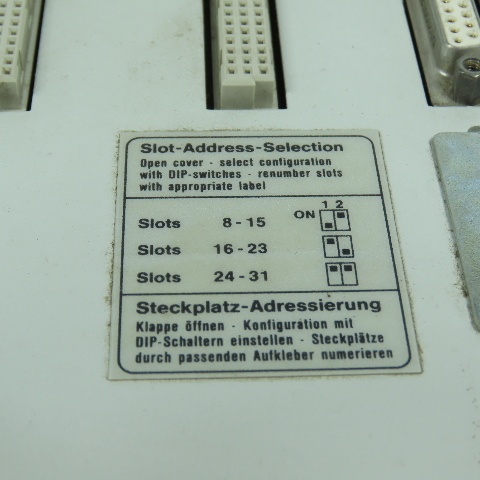 Slot-Address-Selection
Open cover - select configuration
with DIP-switches - renumber slots
with appropriate label
1 2
ON
Slots 8-15
Slots 16-23
Slots 24-31
Steckplatz-Adressierung
Klappe öffnen - Konfiguration mit
DIP-Schaltern einstellen - Steckplätze
durch passenden Aufkleber numerieren